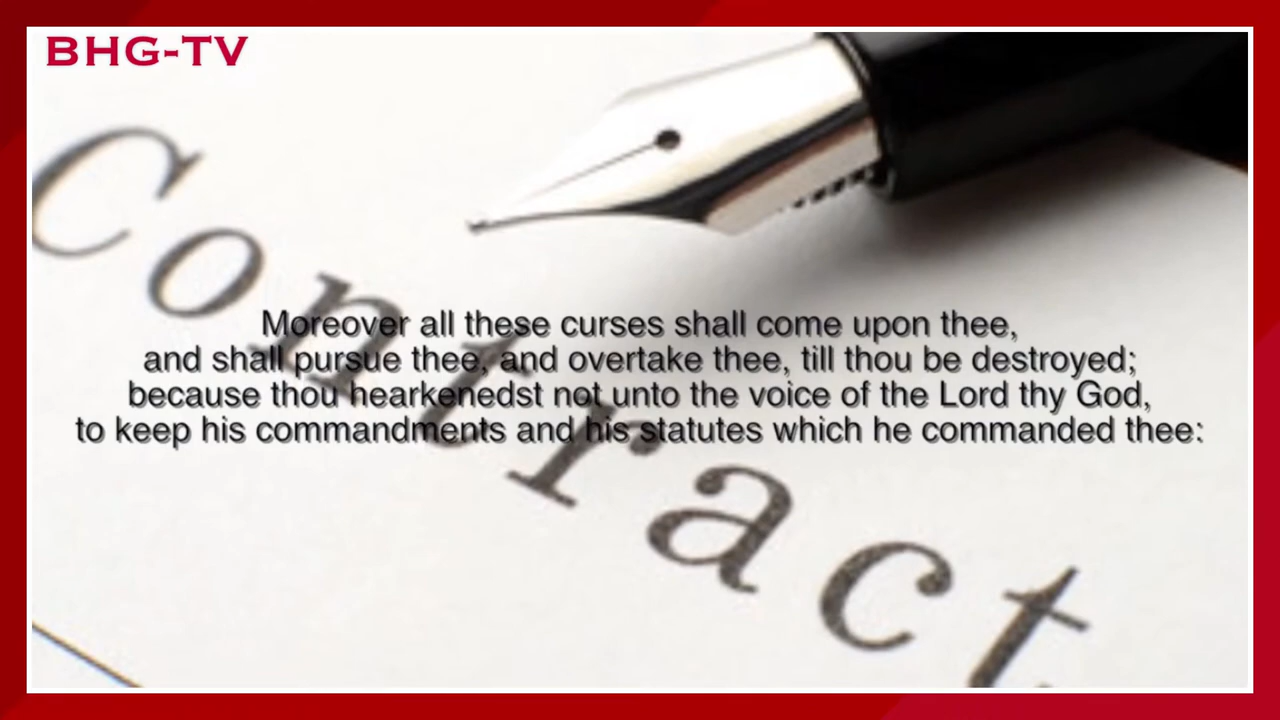 BHG-TV
Contract
Moreover all these curses shall come upon thee,
and shall pursue thee, and overtake thee, till thou be destroyed;
because thou hearkenedst not unto the voice of the Lord thy God,
to keep his commandments and his statutes which he commanded thee: